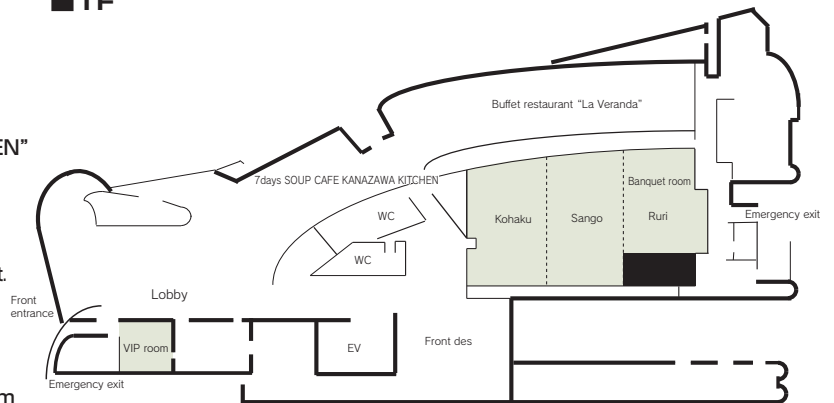 EN”
Buffet restaurant “La Veranda”
7days SOUP CAFE KANAZAWA KITCHEN
Banquet room
WC
Kohaku
Sango
Ruri
Emergency exit
WC
t.
Lobby
Front
entrance
VIP room
EV
Front des
Emergency exit
m